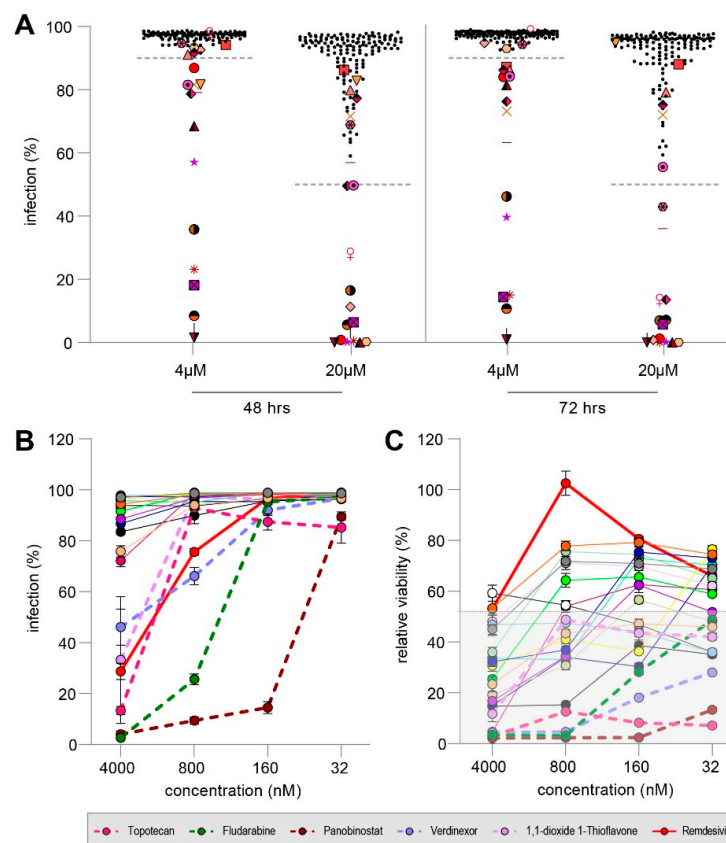 A
infection (%)
100
80
60
40
20
0
4µM
20µM
4µM
20µM
48 hrs
72 hrs
B
infection (%)
120
100
80
60
40
20
0
4000
800
160
32
concentration (nM)
C
relative viability (%)
120
100
80
60
40
20
0
4000
800
160
32
concentration (nM)
Topotecan Fludarabine Panobinostat Verdinexor 1,1-dioxide 1-Thioflavone Remdesivi